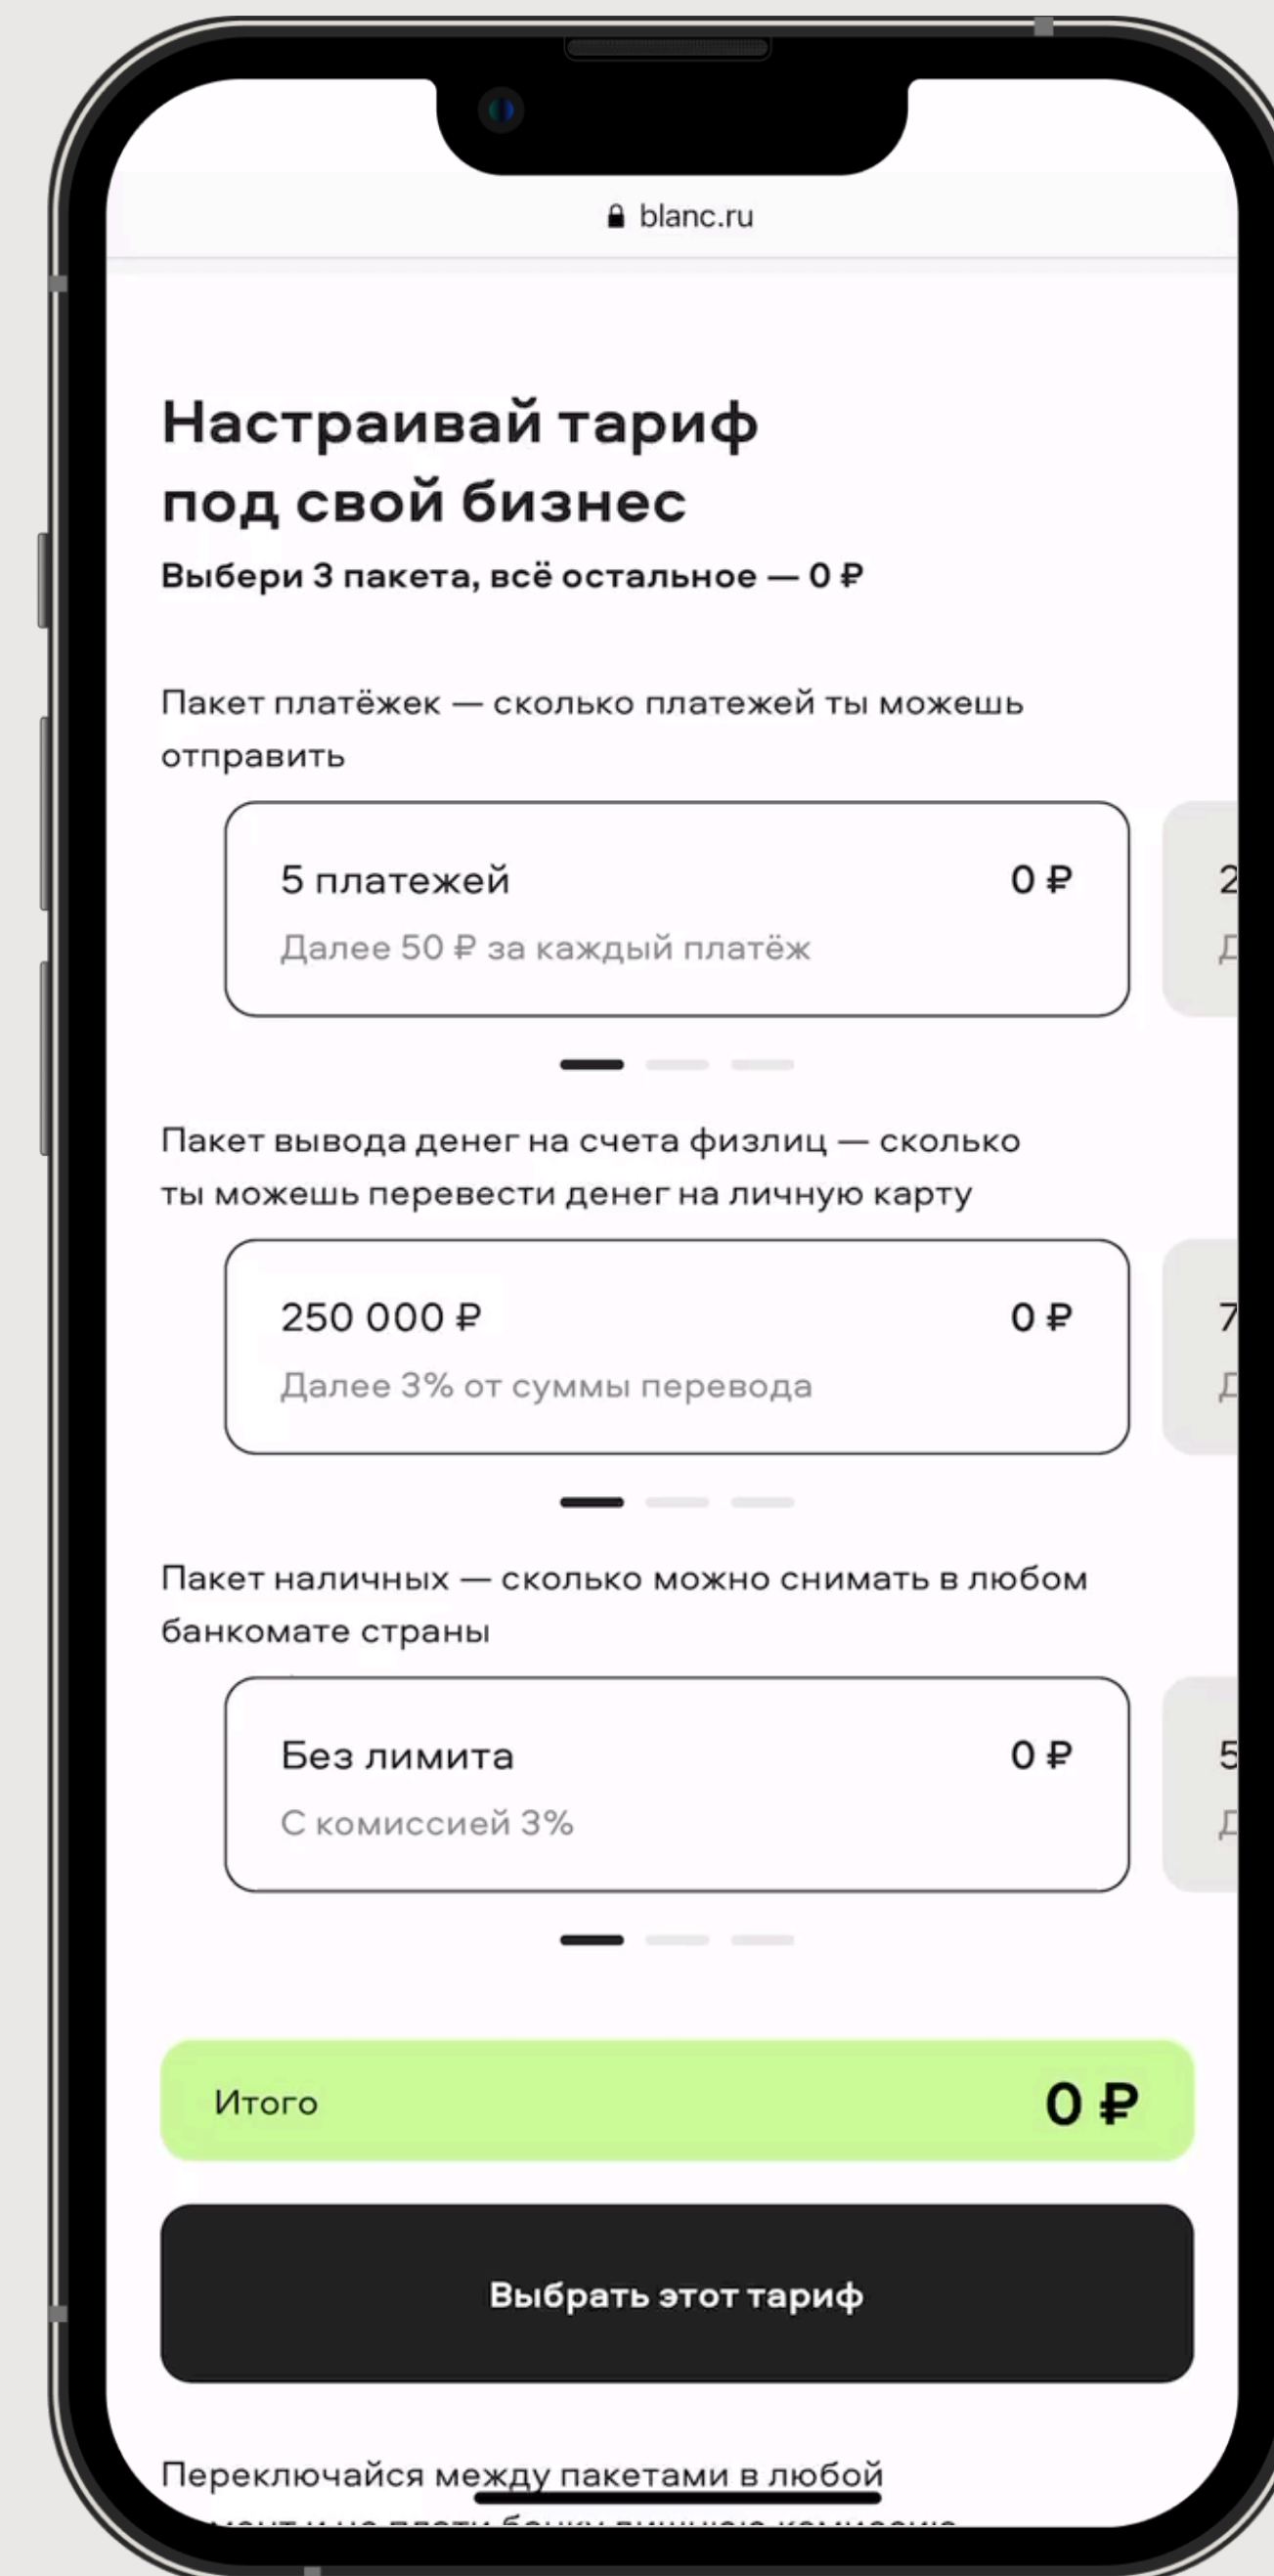 blanc.ru
Настраивай тариф
под свой бизнес
Выбери 3 пакета, всё остальное — 0 ₽
Пакет платёжек — сколько платежей ты можешь
отправить
5 платежей 0 ₽ 2
Далее 50 ₽ за каждый платёж Д
Пакет вывода денег на счета физлиц — сколько
ты можешь перевести денег на личную карту
250 000 ₽ 0 ₽ 7
Далее 3% от суммы перевода Д
Пакет наличных — сколько можно снимать в любом
банкомате страны
Без лимита 0 ₽ 5
С комиссией 3% Д
Итого 0 ₽
Выбрать этот тариф
Переключайся между пакетами в любой